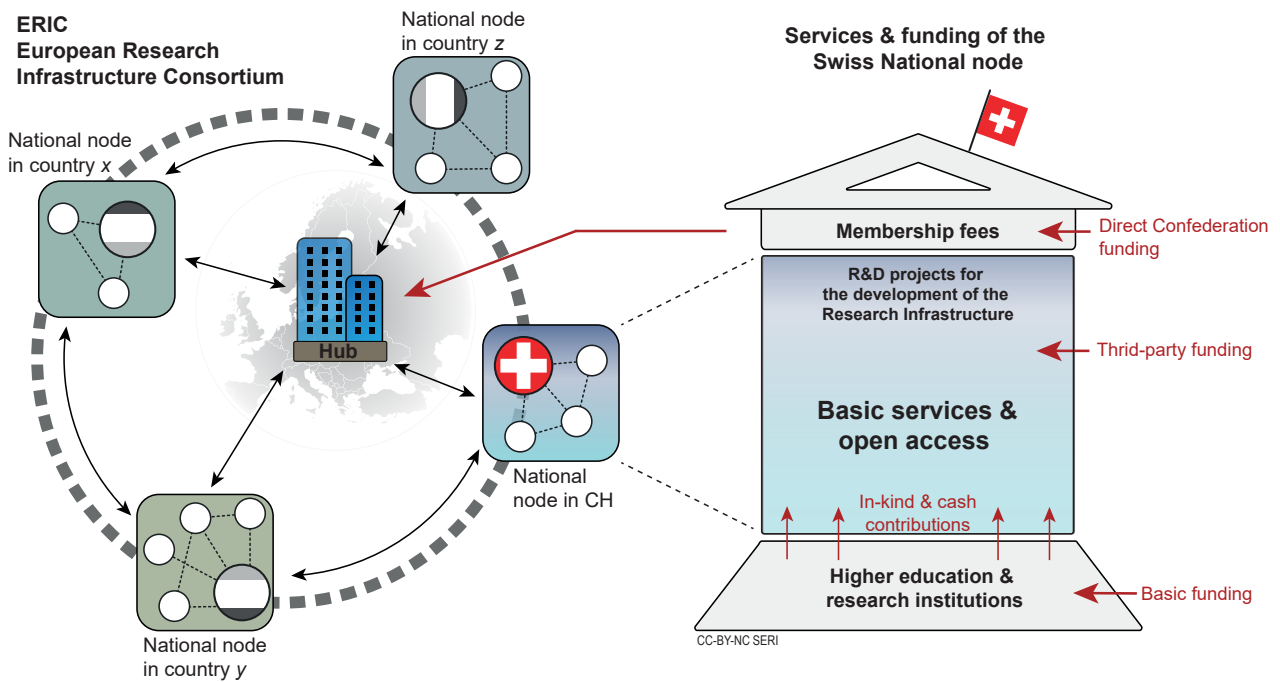 ERIC
European Research
Infrastructure Consortium
National node
in country z
National node
in country x
Hub
National
node in CH
National node
in country y
Services & funding of the
Swiss National node
Membership fees
Direct Confederation
funding
R&D projects for
the development of the
Research Infrastructure
Thrid-party funding
Basic services &
open access
In-kind & cash
contributions
Higher education &
research institutions
Basic funding
CC-BY-NC SERI